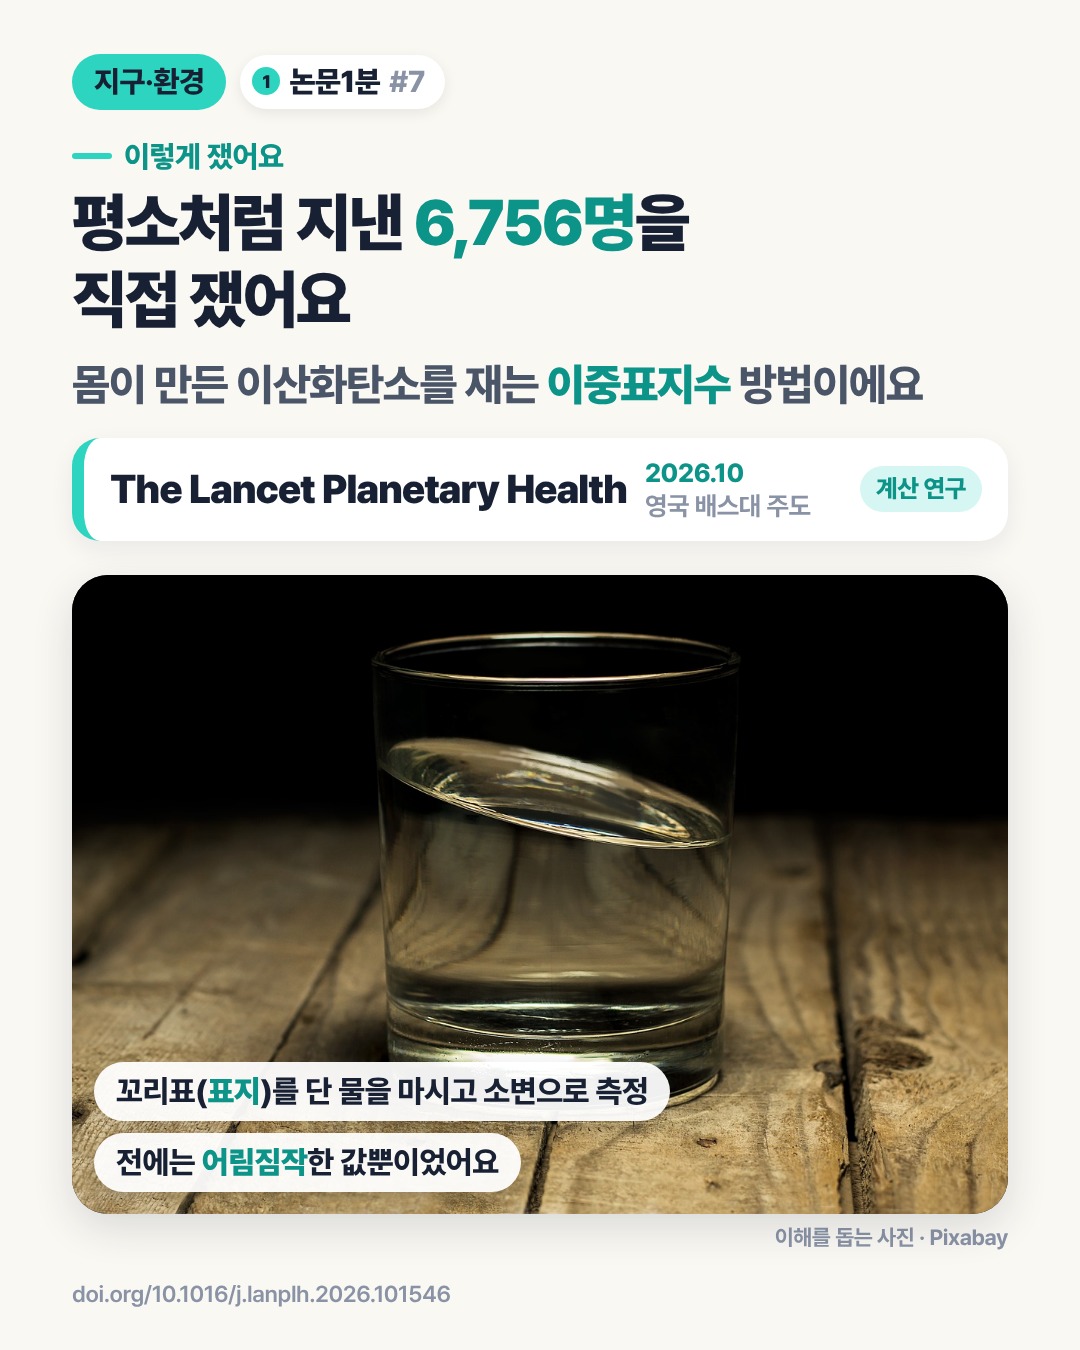 지구·환경
1 논문1분 #7
이렇게 쟀어요
평소처럼 지낸 6,756명을
직접 쟀어요
몸이 만든 이산화탄소를 재는 이중표지수 방법이에요
The Lancet Planetary Health
2026.10
영국 배스대 주도
계산 연구
꼬리표(표지)를 단 물을 마시고 소변으로 측정
전에는 어림짐작한 값뿐이었어요
이해를 돕는 사진 · Pixabay
doi.org/10.1016/j.lanplh.2026.101546